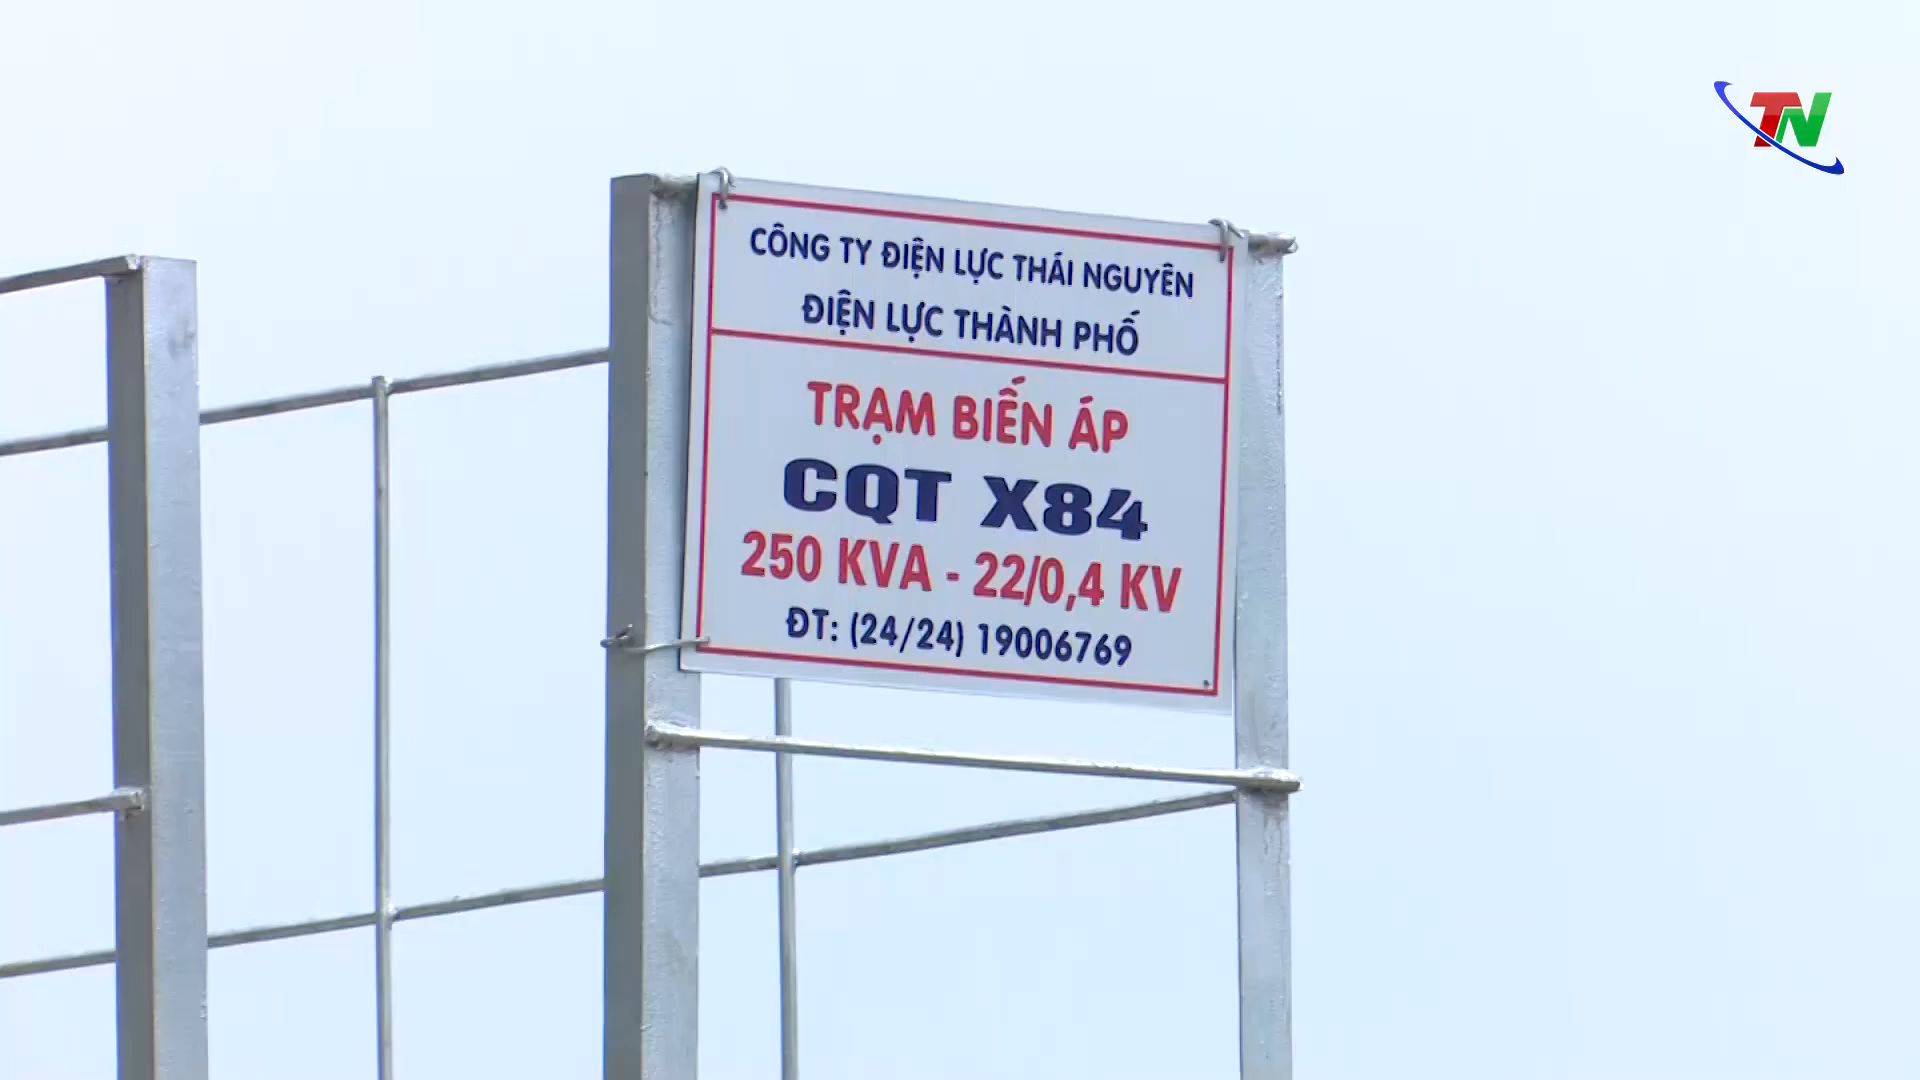 TN
CÔNG TY ĐIỆN LỰC THÁI NGUYÊN
ĐIỆN LỰC THÀNH PHỐ
TRẠM BIẾN ÁP
CQT X84
250 KVA - 22/0,4 KV
ĐT: (24/24) 19006769